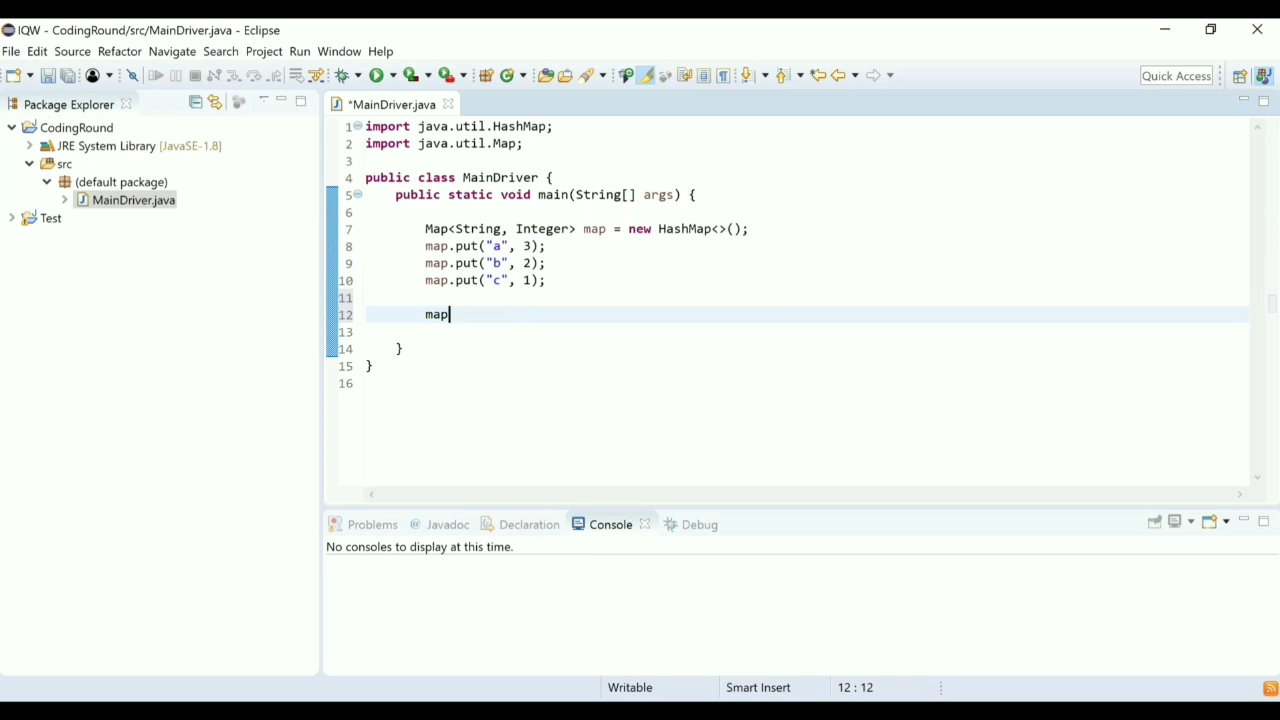 IQW - CodingRound/src/MainDriver.java - Eclipse
File Edit Source Refactor Navigate Search Project Run Window Help
Quick Access
Package Explorer
CodingRound
JRE System Library [JavaSE-1.8]
src
(default package)
MainDriver.java
Test
*MainDriver.java
1 import java.util.HashMap;
2 import java.util.Map;
3
4 public class MainDriver {
5 public static void main(String[] args) {
6
7 Map<String, Integer> map = new HashMap<>();
8 map.put("a", 3);
9 map.put("b", 2);
10 map.put("c", 1);
11
12 map
13
14 }
15 }
16
Problems @ Javadoc Declaration Console Debug
No consoles to display at this time.
Writable Smart Insert 12 : 12